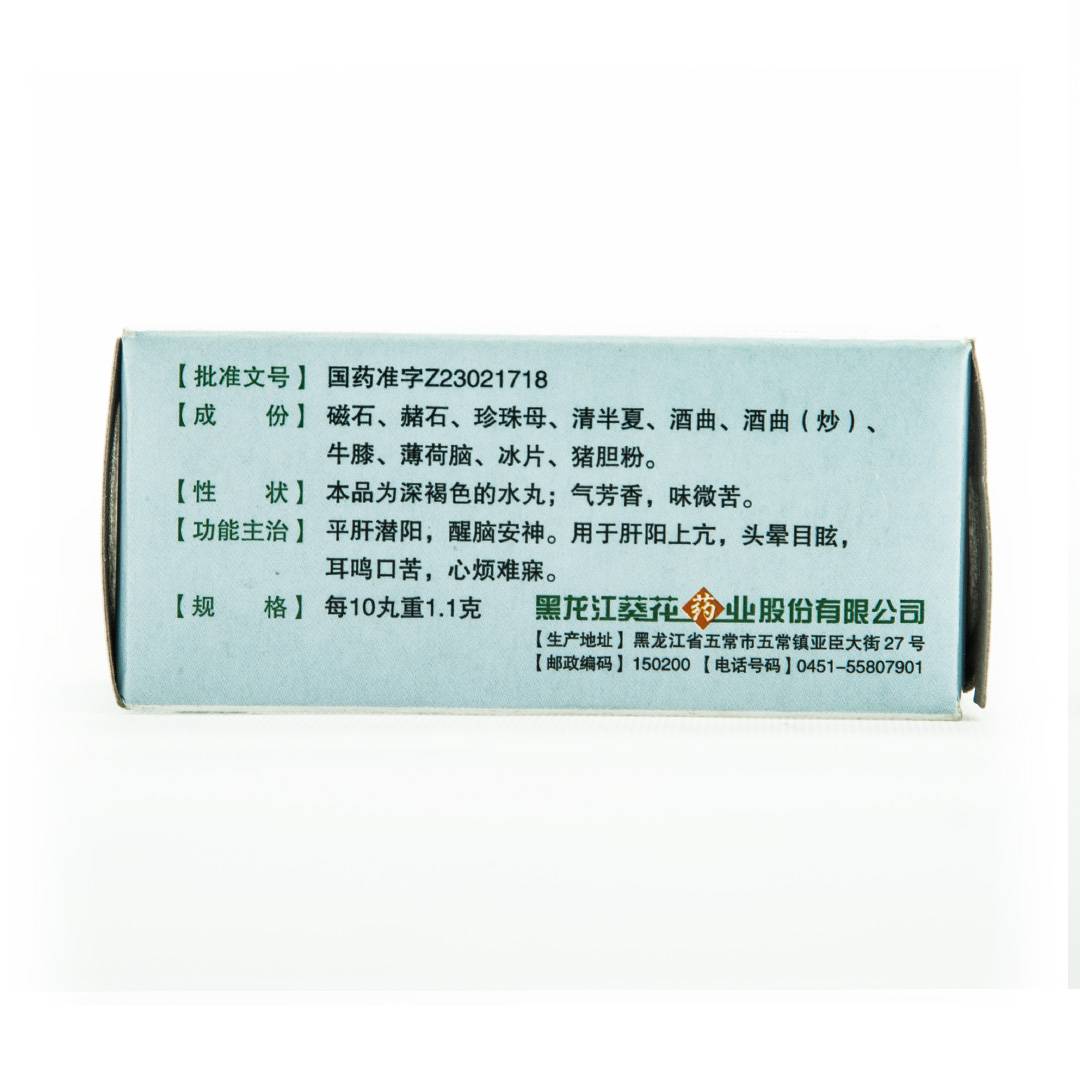 【批准文号】 国药准字Z23021718
【成 份】 磁石、赭石、珍珠母、清半夏、酒曲、酒曲（炒）、
牛膝、薄荷脑、冰片、猪胆粉。
【性 状】 本品为深褐色的水丸；气芳香，味微苦。
【功能主治】 平肝潜阳，醒脑安神。用于肝阳上亢，头晕目眩，
耳鸣口苦，心烦难寐。
【规 格】 每10丸重1.1克
黑龙江葵花药业股份有限公司
【生产地址】黑龙江省五常市五常镇亚臣大街27号
【邮政编码】150200 【电话号码】0451-55807901